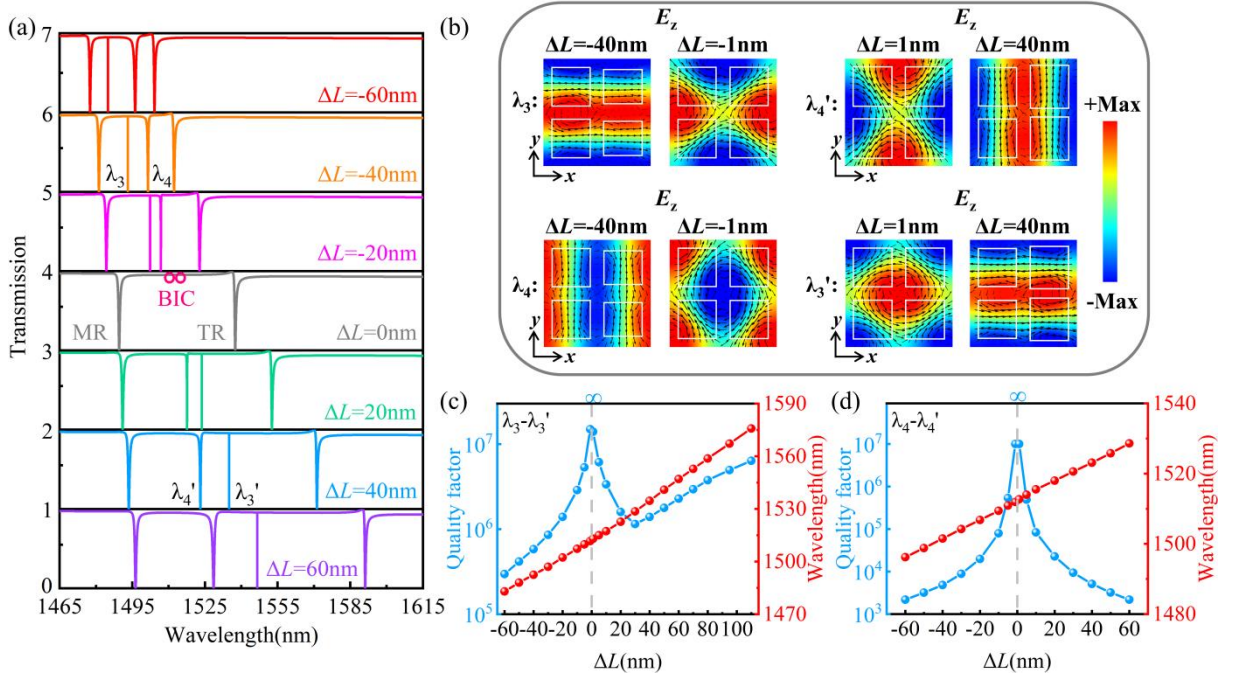 (a)
7
ΔL=-60nm
6
λ3 λ4 ΔL=-40nm
5
ΔL=-20nm
4
BIC
MR TR ΔL=0nm
3
ΔL=20nm
2
λ4' λ3' ΔL=40nm
1
ΔL=60nm
0
1465 1495 1525 1555 1585 1615
Wavelength(nm)
Transmission
(b)
Ez Ez
ΔL=-40nm ΔL=-1nm ΔL=1nm ΔL=40nm
λ3: λ4':
y y
x x
Ez Ez
ΔL=-40nm ΔL=-1nm ΔL=1nm ΔL=40nm
λ4: λ3':
y y
x x
+Max
-Max
(c)
∞
λ3-λ3'
10^7
10^6
10^5
Quality factor
1590
1560
1530
1500
1470
Wavelength(nm)
-60 -40 -20 0 20 40 60 80 100
ΔL(nm)
(d)
∞
λ4-λ4'
10^7
10^6
10^5
10^4
10^3
Quality factor
1540
1520
1500
1480
Wavelength(nm)
-60 -40 -20 0 20 40 60
ΔL(nm)